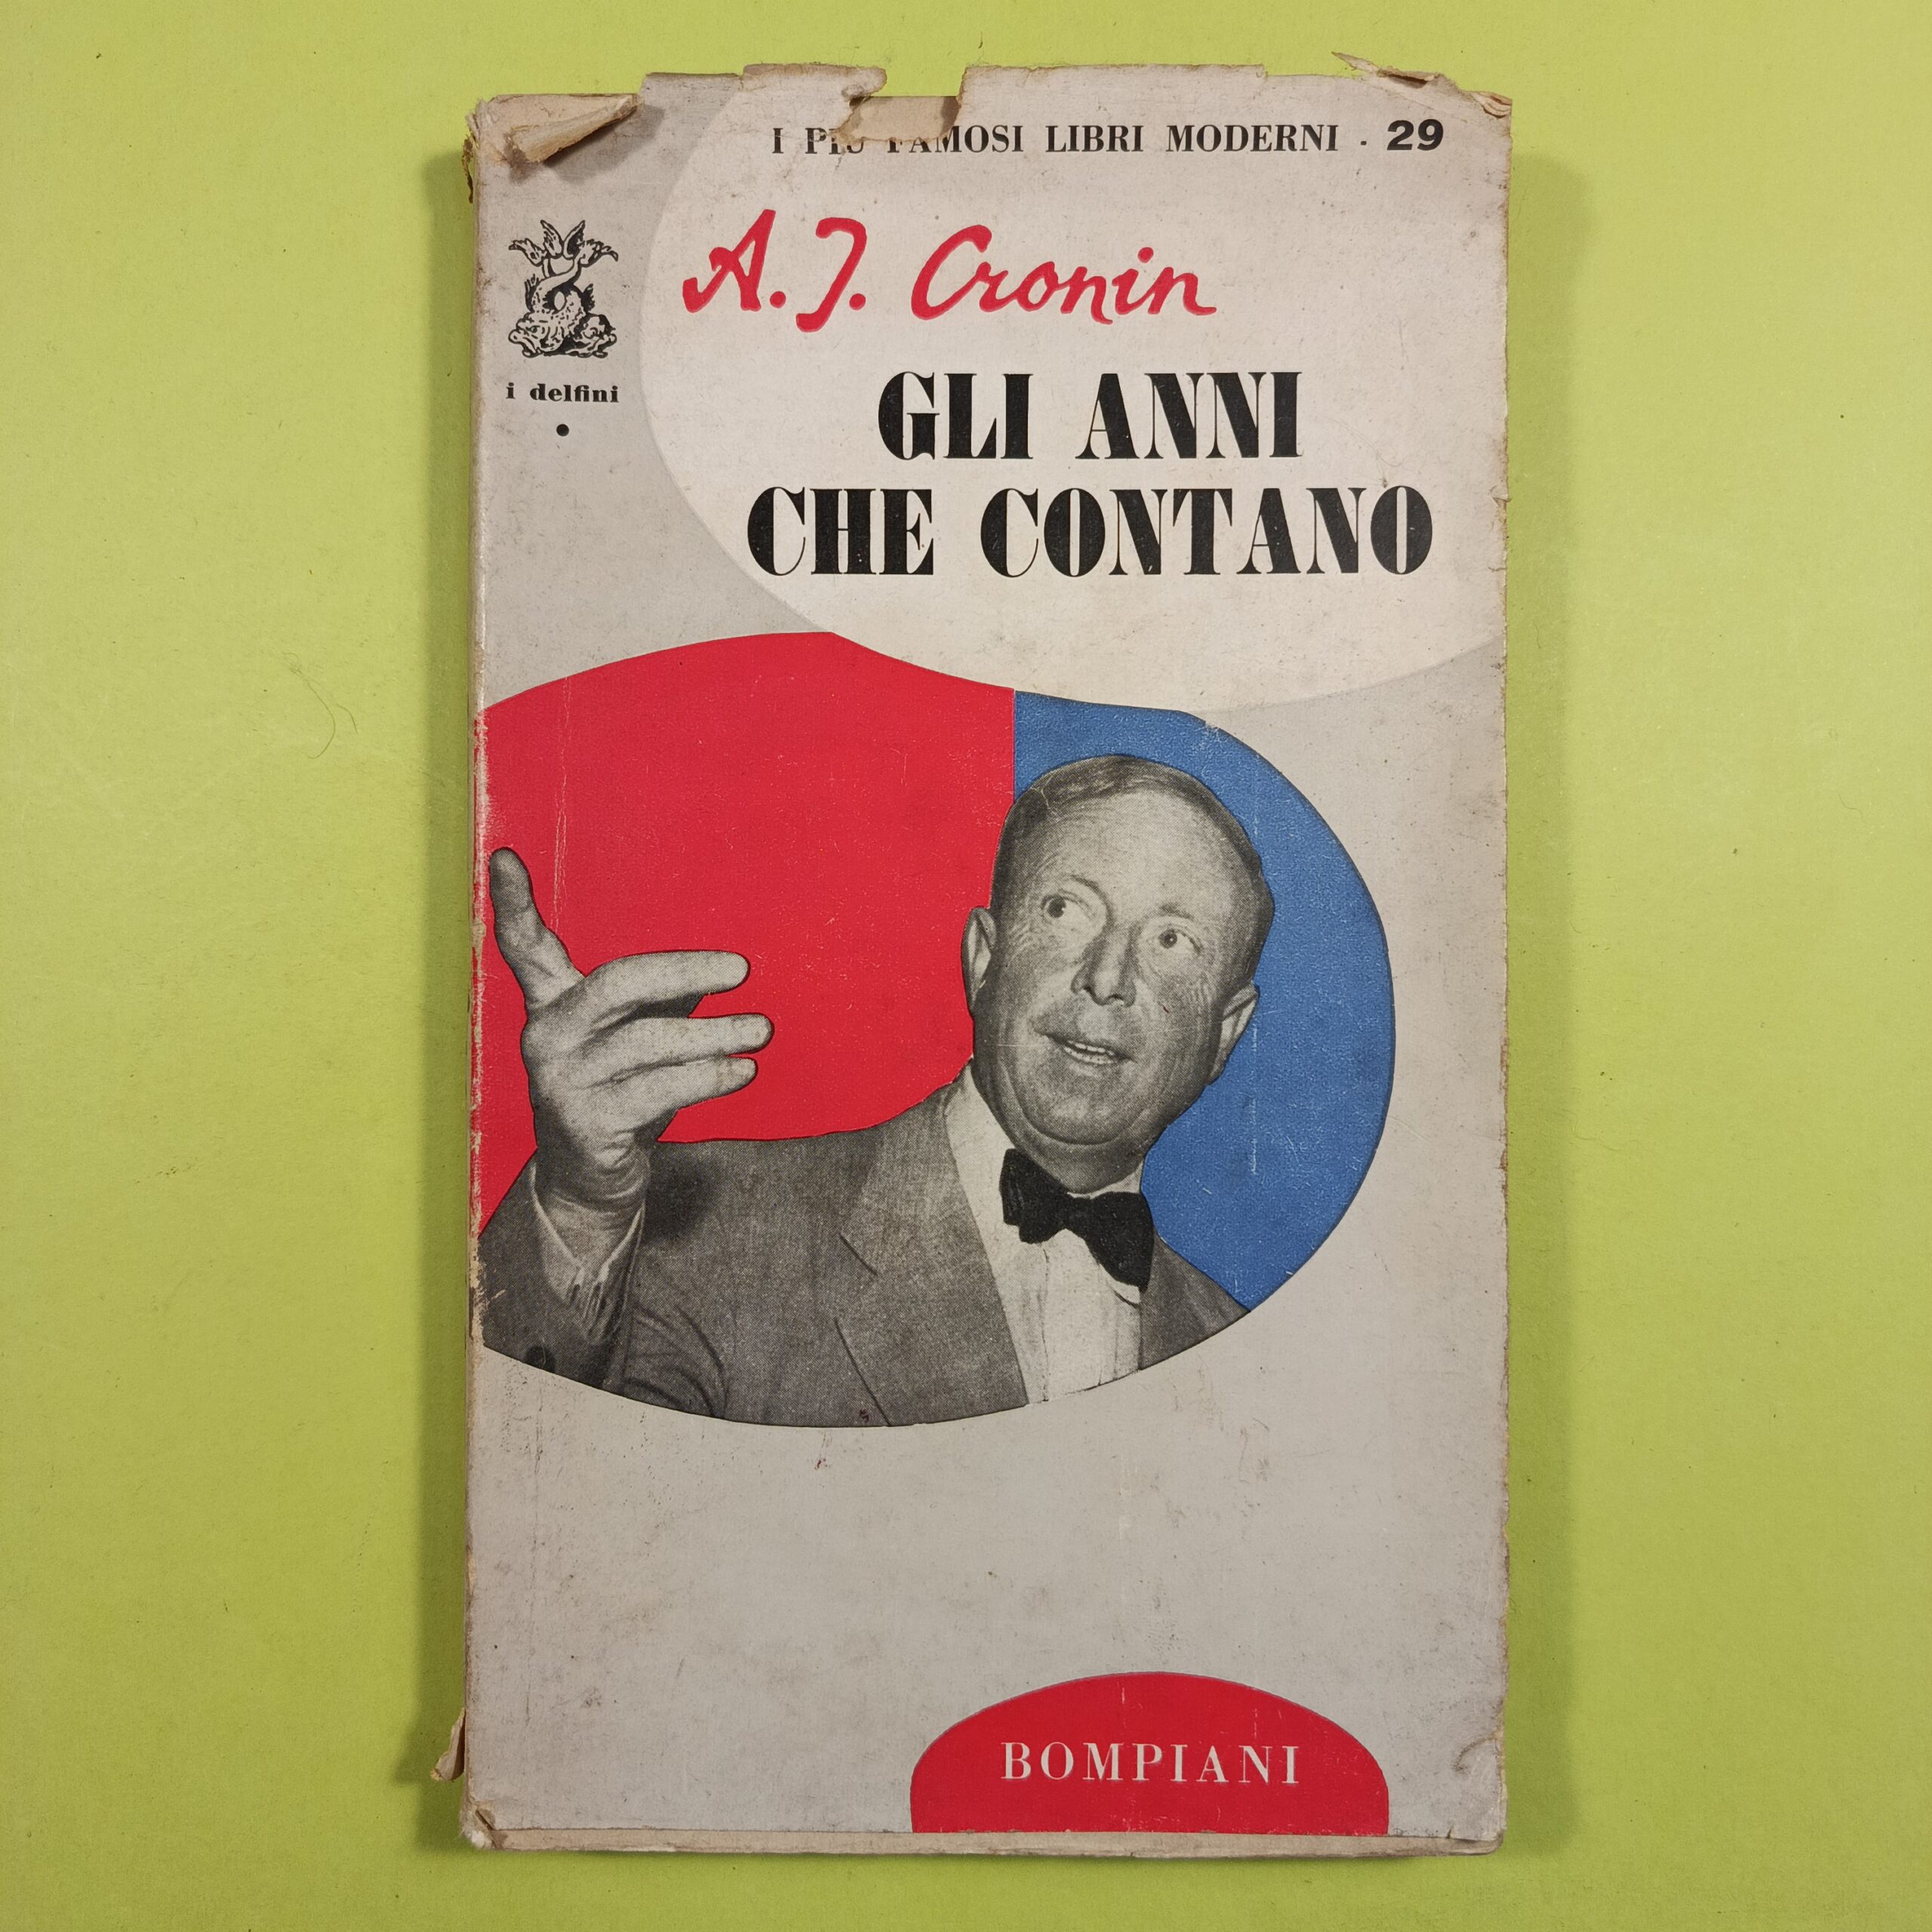 I PIÙ FAMOSI LIBRI MODERNI . 29
A. J. Cronin
i delfini
GLI ANNI
CHE CONTANO
BOMPIANI